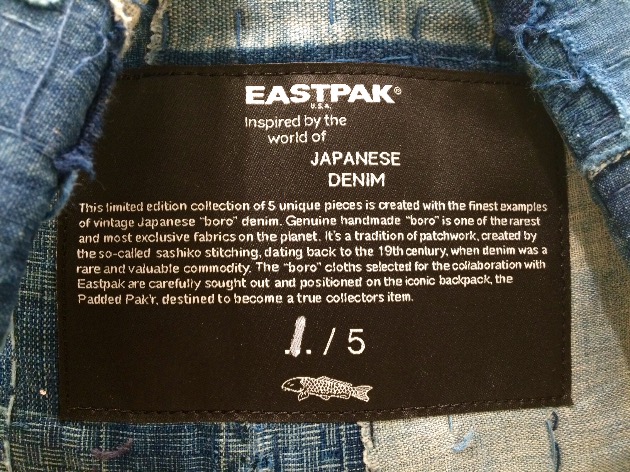 EASTPAK®
U.S.A.
Inspired by the
world of
JAPANESE
DENIM
This limited edition collection of 5 unique pieces is created with the finest examples
of vintage Japanese "boro" denim. Genuine handmade "boro" is one of the rarest
and most exclusive fabrics on the planet. It's a tradition of patchwork, created by
the so-called sashiko stitching, dating back to the 19th century, when denim was a
rare and valuable commodity. The "boro" cloths selected for the collaboration with
Eastpak are carefully sought out and positioned on the iconic backpack, the
Padded Pak'r, destined to become a true collectors item.
.1. / 5